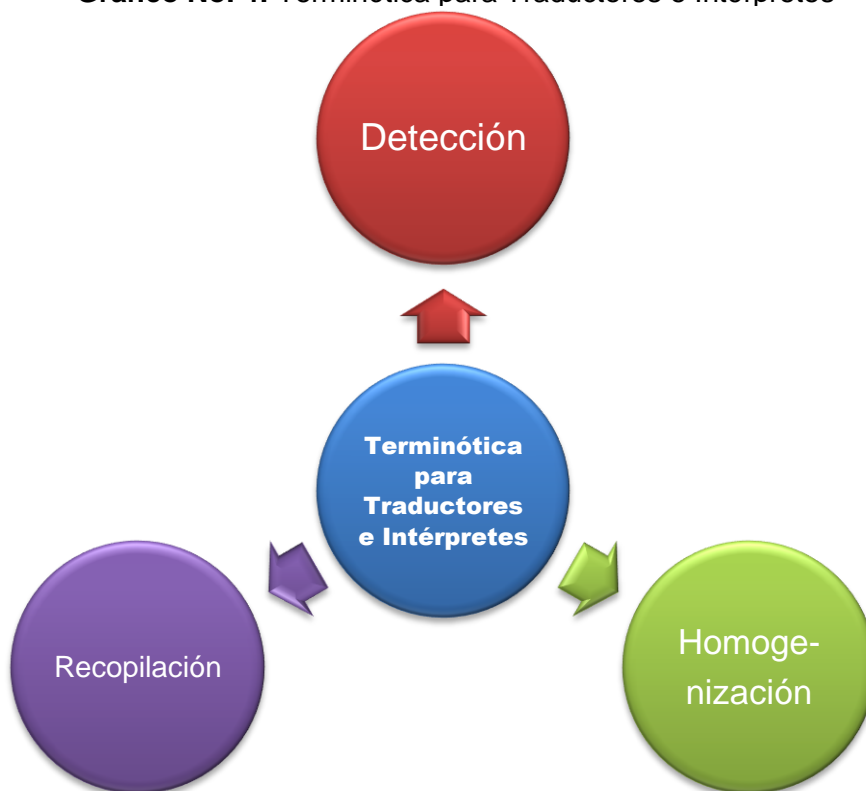 Terminótica para Traductores e Intérpretes
Detección
Terminótica
para
Traductores
e Intérpretes
Recopilación
Homoge-
nización